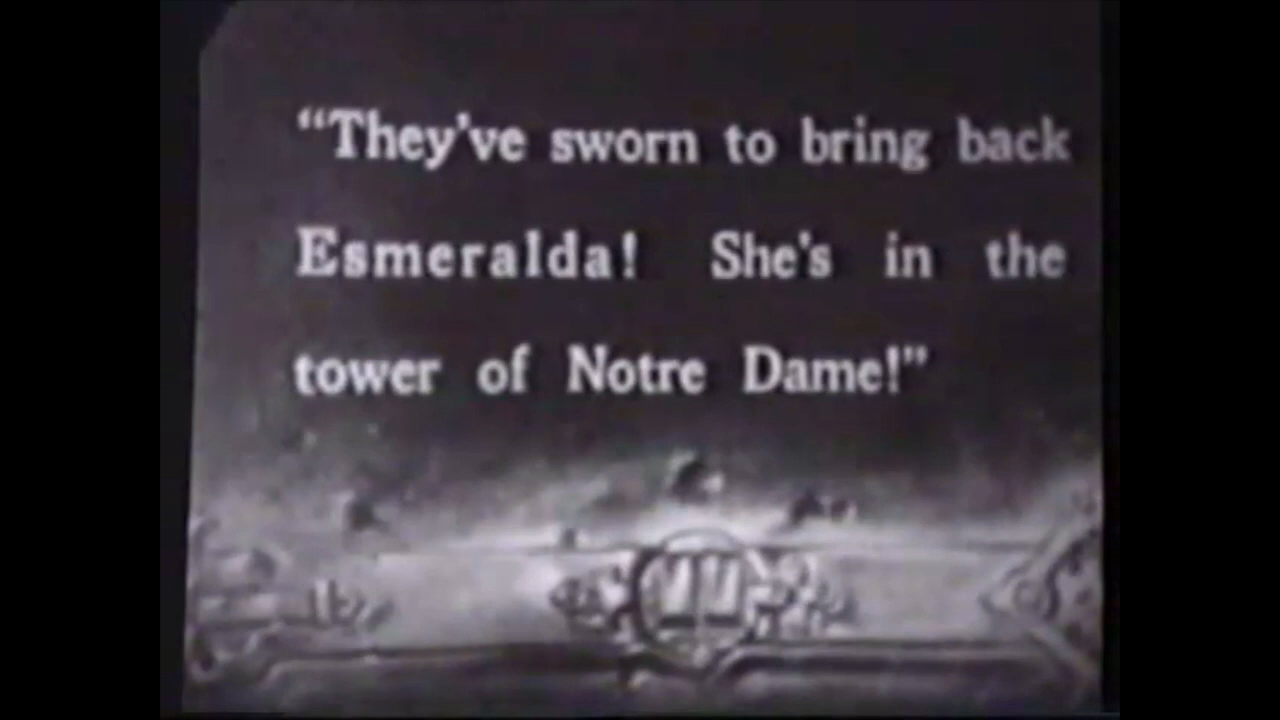 “They've sworn to bring back
Esmeralda! She's in the
tower of Notre Dame!”